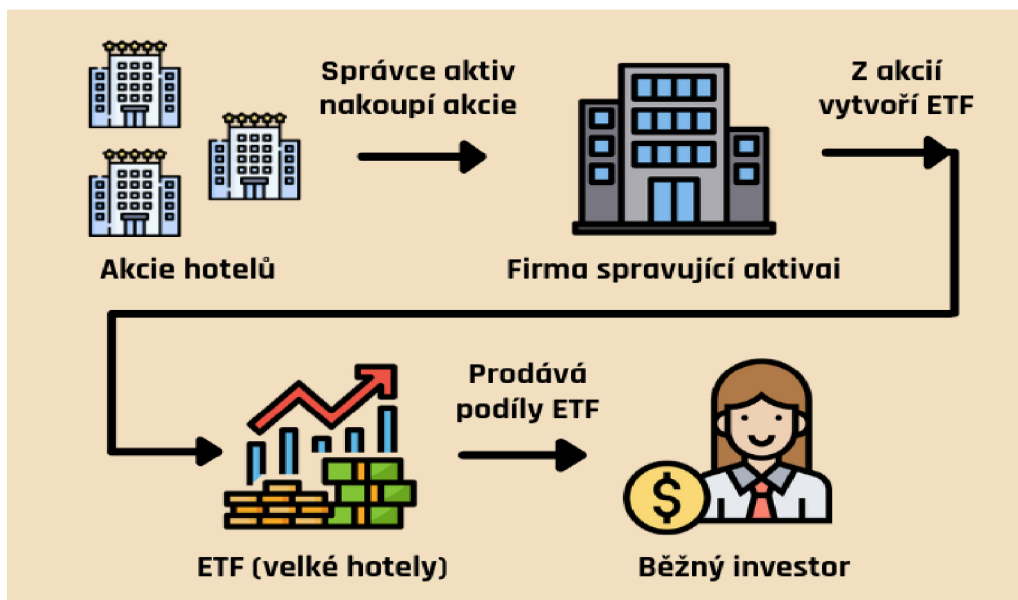 Správce aktiv
nakoupí akcie
Z akcií
vytvoří ETF
Akcie hotelů
Firma spravující aktivai
Prodává
podíly ETF
$
ETF (velké hotely)
Běžný investor